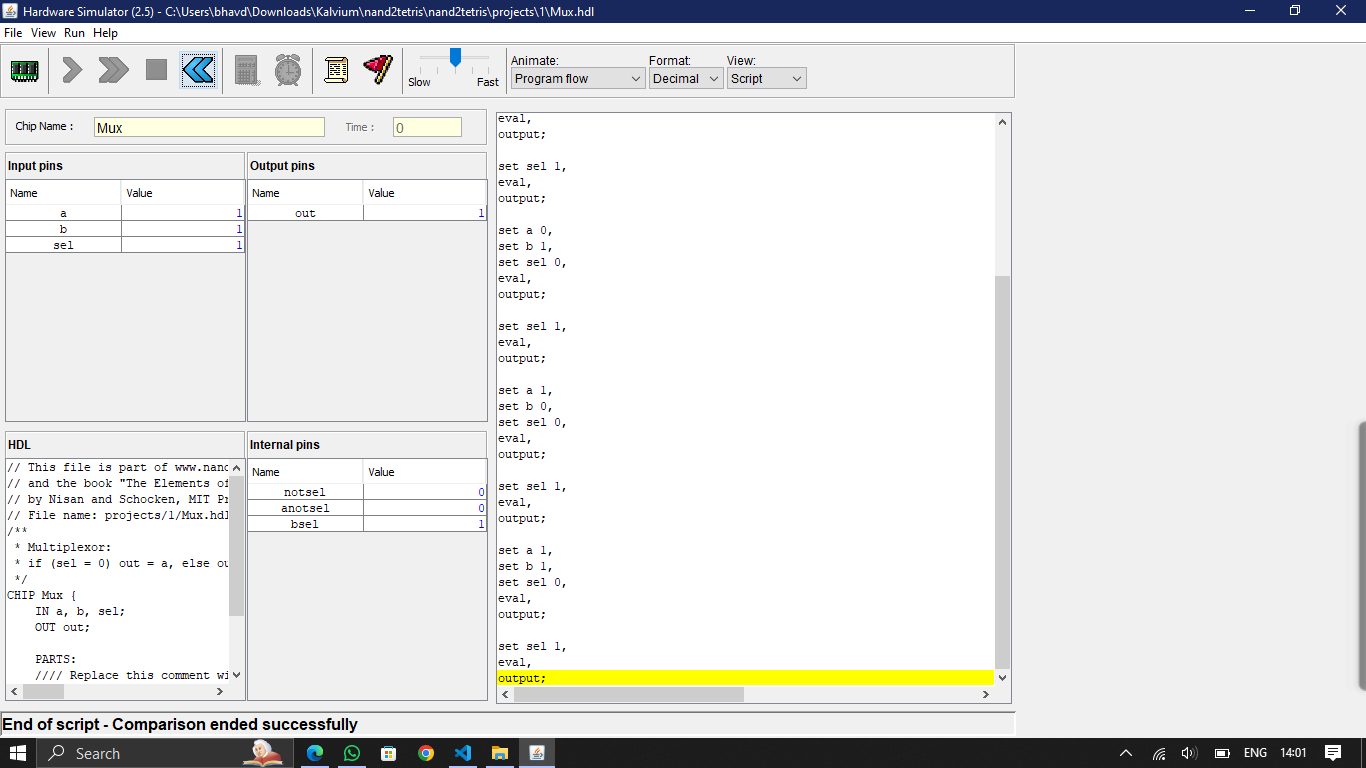 Hardware Simulator (2.5) - C:\Users\bhavd\Downloads\Kalvium\nand2tetris\nand2tetris\projects\1\Mux.hdl
File View Run Help
Slow Fast
Animate: Format: View:
Program flow Decimal Script
Chip Name : Mux Time : 0
Input pins
Name Value
a 1
b 1
sel 1
Output pins
Name Value
out 1
HDL
// This file is part of www.nand
// and the book "The Elements of
// by Nisan and Schocken, MIT Pr
// File name: projects/1/Mux.hdl
/**
* Multiplexor:
* if (sel = 0) out = a, else ou
*/
CHIP Mux {
IN a, b, sel;
OUT out;
PARTS:
//// Replace this comment wi
Internal pins
Name Value
notsel 0
anotsel 0
bsel 1
eval,
output;
set sel 1,
eval,
output;
set a 0,
set b 1,
set sel 0,
eval,
output;
set sel 1,
eval,
output;
set a 1,
set b 0,
set sel 0,
eval,
output;
set sel 1,
eval,
output;
set a 1,
set b 1,
set sel 0,
eval,
output;
set sel 1,
eval,
output;
End of script - Comparison ended successfully
Search
ENG 14:01